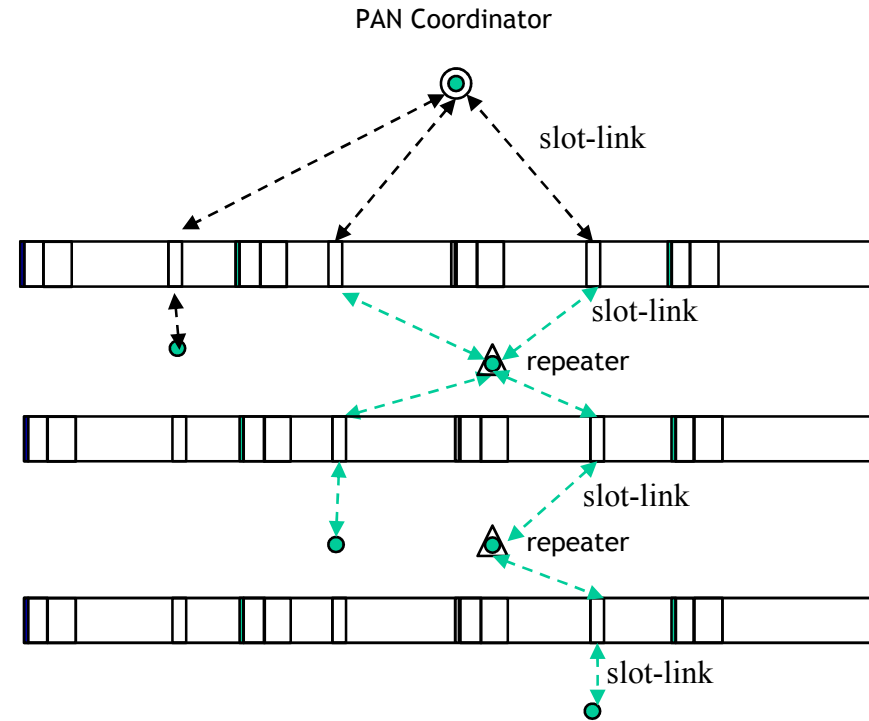 PAN Coordinator
slot-link
slot-link
repeater
slot-link
repeater
slot-link